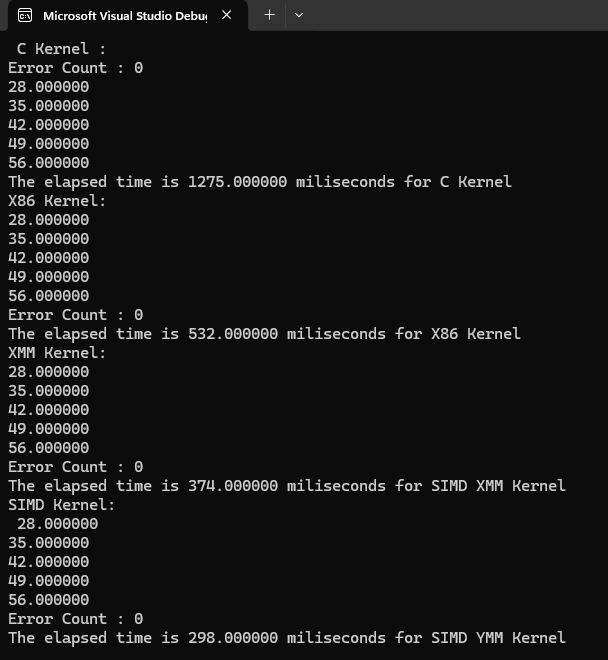 Microsoft Visual Studio Debug
C Kernel :
Error Count : 0
28.000000
35.000000
42.000000
49.000000
56.000000
The elapsed time is 1275.000000 miliseconds for C Kernel
X86 Kernel:
28.000000
35.000000
42.000000
49.000000
56.000000
Error Count : 0
The elapsed time is 532.000000 miliseconds for X86 Kernel
XMM Kernel:
28.000000
35.000000
42.000000
49.000000
56.000000
Error Count : 0
The elapsed time is 374.000000 miliseconds for SIMD XMM Kernel
SIMD Kernel:
28.000000
35.000000
42.000000
49.000000
56.000000
Error Count : 0
The elapsed time is 298.000000 miliseconds for SIMD YMM Kernel